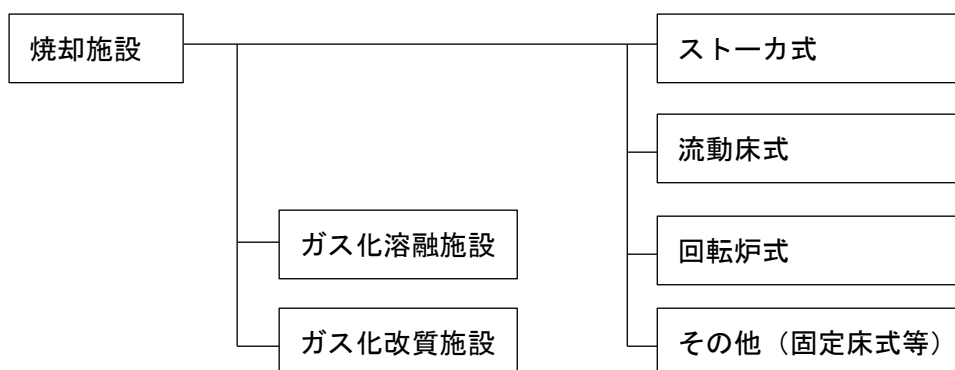 焼却施設
ストーカ式
流動床式
ガス化溶融施設
回転炉式
ガス化改質施設
その他（固定床式等）